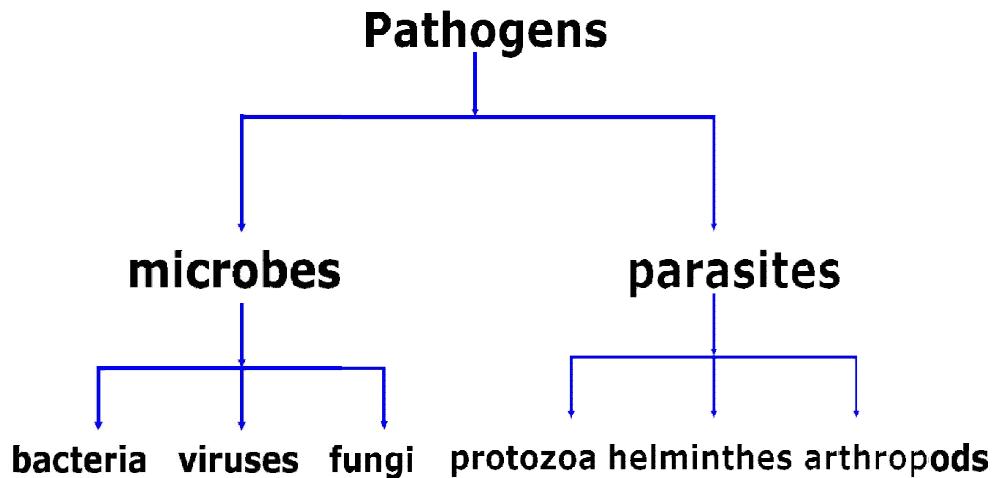 Pathogens
microbes parasites
bacteria viruses fungi protozoa helminthes arthropods